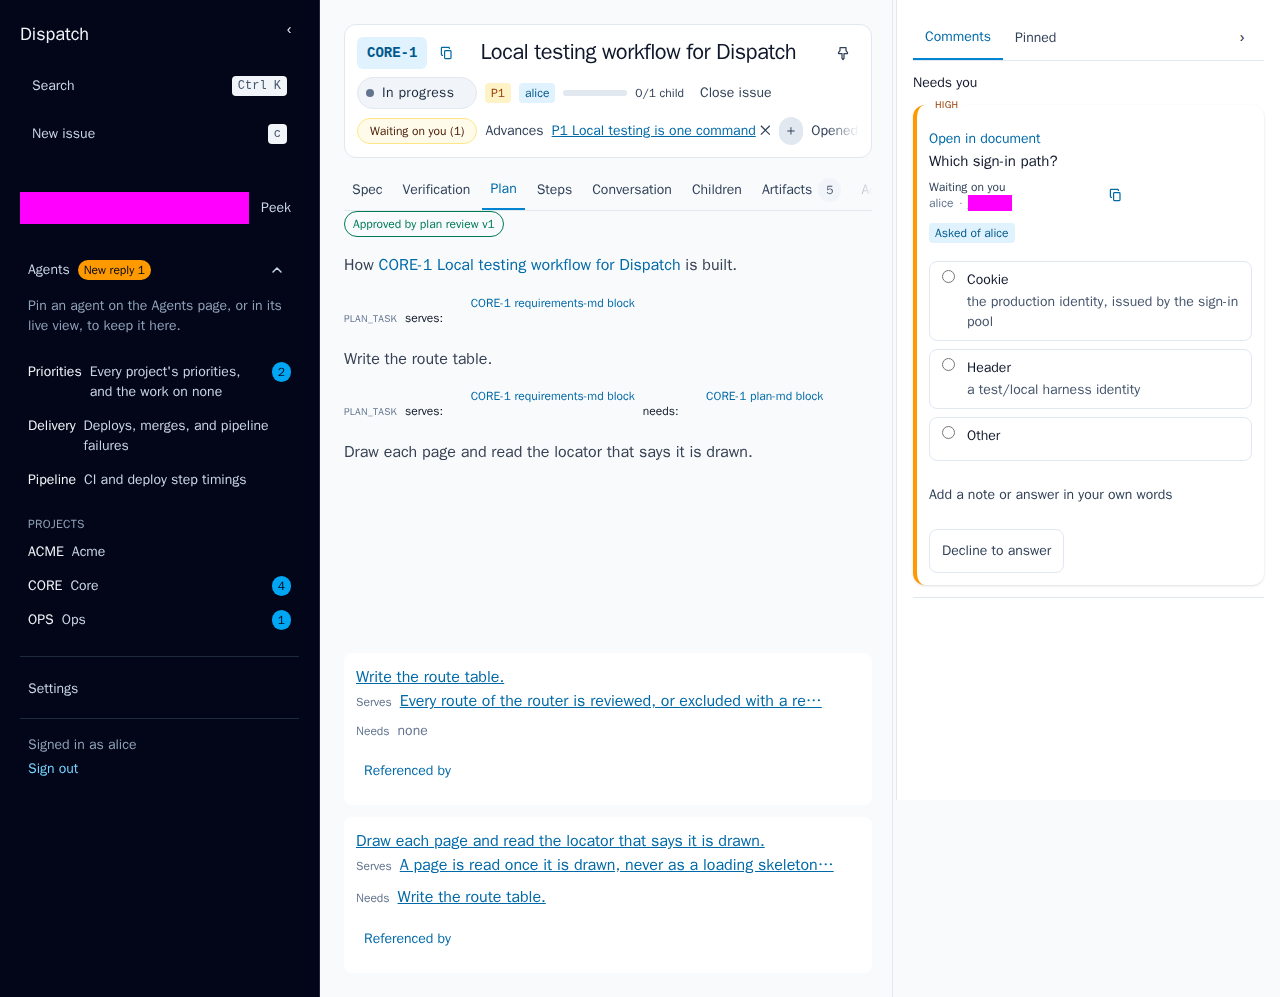 Dispatch
Search
Ctrl K
New issue
C
Peek
Agents
New reply 1
Pin an agent on the Agents page, or in its
live view, to keep it here.
Priorities
Every project's priorities,
and the work on none
2
Delivery
Deploys, merges, and pipeline
failures
Pipeline
CI and deploy step timings
PROJECTS
ACME Acme
CORE Core
4
OPS Ops
1
Settings
Signed in as alice
Sign out
CORE-1
Local testing workflow for Dispatch
In progress
P1
alice
0/1 child
Close issue
Waiting on you (1)
Advances
P1 Local testing is one command
+
Opened
Spec
Verification
Plan
Steps
Conversation
Children
Artifacts
5
Approved by plan review v1
How CORE-1 Local testing workflow for Dispatch is built.
CORE-1 requirements-md block
PLAN_TASK serves:
Write the route table.
CORE-1 requirements-md block
CORE-1 plan-md block
PLAN_TASK serves:
needs:
Draw each page and read the locator that says it is drawn.
Write the route table.
Serves Every route of the router is reviewed, or excluded with a re…
Needs none
Referenced by
Draw each page and read the locator that says it is drawn.
Serves A page is read once it is drawn, never as a loading skeleton…
Needs Write the route table.
Referenced by
Comments
Pinned
Needs you
HIGH
Open in document
Which sign-in path?
Waiting on you
alice ·
Asked of alice
Cookie
the production identity, issued by the sign-in
pool
Header
a test/local harness identity
Other
Add a note or answer in your own words
Decline to answer